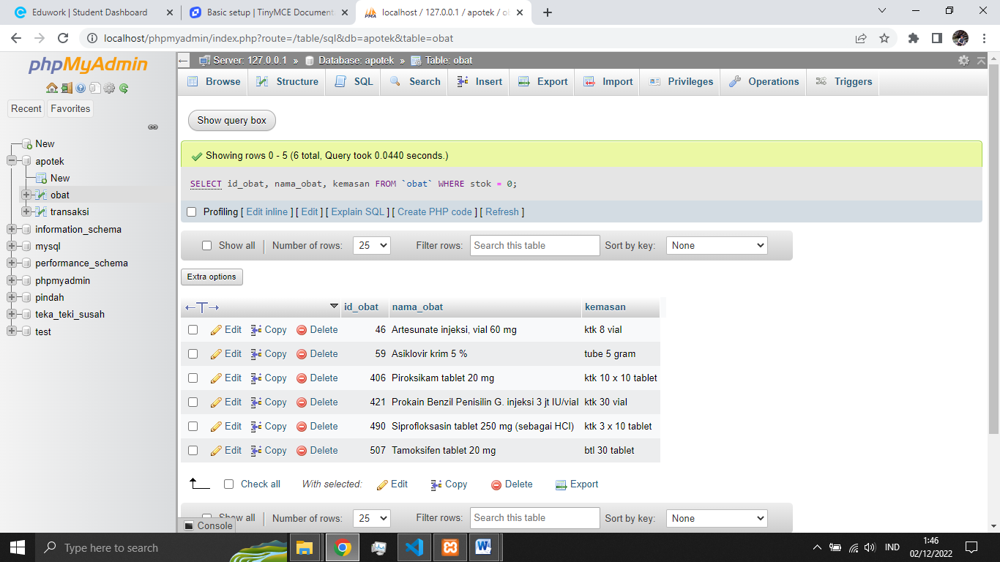 Eduwork | Student Dashboard
Basic setup | TinyMCE Document
localhost / 127.0.0.1 / apotek / o
localhost/phpmyadmin/index.php?route=/table/sql&db=apotek&table=obat
phpMyAdmin
Recent Favorites
New
apotek
New
obat
transaksi
information_schema
mysql
performance_schema
phpmyadmin
pindah
teka_teki_susah
test
Server: 127.0.0.1 » Database: apotek » Table: obat
Browse Structure SQL Search Insert Export Import Privileges Operations Triggers
Show query box
Showing rows 0 - 5 (6 total, Query took 0.0440 seconds.)
SELECT id_obat, nama_obat, kemasan FROM `obat` WHERE stok = 0;
Profiling [ Edit inline ] [ Edit ] [ Explain SQL ] [ Create PHP code ] [ Refresh ]
Show all Number of rows: 25 Filter rows: Search this table Sort by key: None
Extra options
id_obat nama_obat kemasan
Edit Copy Delete 46 Artesunate injeksi, vial 60 mg ktk 8 vial
Edit Copy Delete 59 Asiklovir krim 5 % tube 5 gram
Edit Copy Delete 406 Piroksikam tablet 20 mg ktk 10 x 10 tablet
Edit Copy Delete 421 Prokain Benzil Penisilin G. injeksi 3 jt IU/vial ktk 30 vial
Edit Copy Delete 490 Siprofloksasin tablet 250 mg (sebagai HCl) ktk 3 x 10 tablet
Edit Copy Delete 507 Tamoksifen tablet 20 mg btl 30 tablet
Check all With selected: Edit Copy Delete Export
Show all Number of rows: 25 Filter rows: Search this table Sort by key: None
Console
Type here to search
IND
1:46
02/12/2022